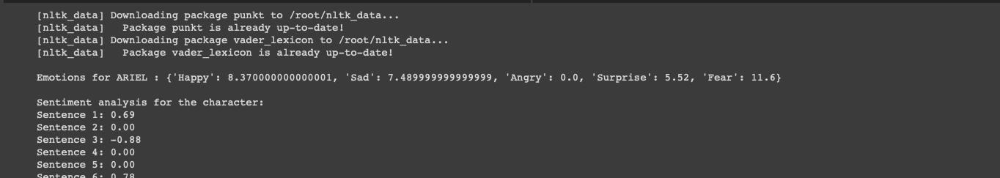 [nltk_data] Downloading package punkt to /root/nltk_data...
[nltk_data]   Package punkt is already up-to-date!
[nltk_data] Downloading package vader_lexicon to /root/nltk_data...
[nltk_data]   Package vader_lexicon is already up-to-date!
Emotions for ARIEL : {'Happy': 8.370000000000001, 'Sad': 7.489999999999999, 'Angry': 0.0, 'Surprise': 5.52, 'Fear': 11.6}
Sentiment analysis for the character:
Sentence 1: 0.69
Sentence 2: 0.00
Sentence 3: -0.88
Sentence 4: 0.00
Sentence 5: 0.00
Sentence 6: 0.78